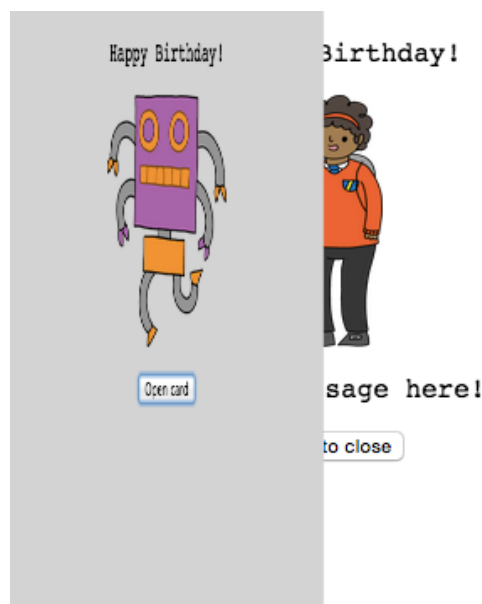 Happy Birthday!
Birthday!
Open card
sage here!
to close